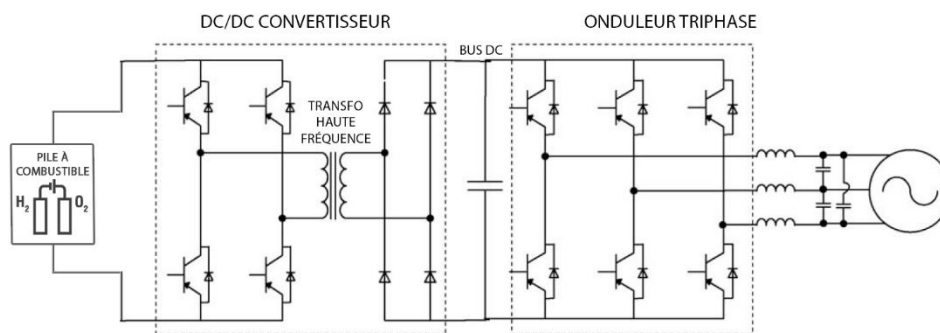 DC/DC CONVERTISSEUR
ONDULEUR TRIPHASE
BUS DC
TRANSFO
HAUTE
FRÉQUENCE
PILE À
COMBUSTIBLE
H2 O2